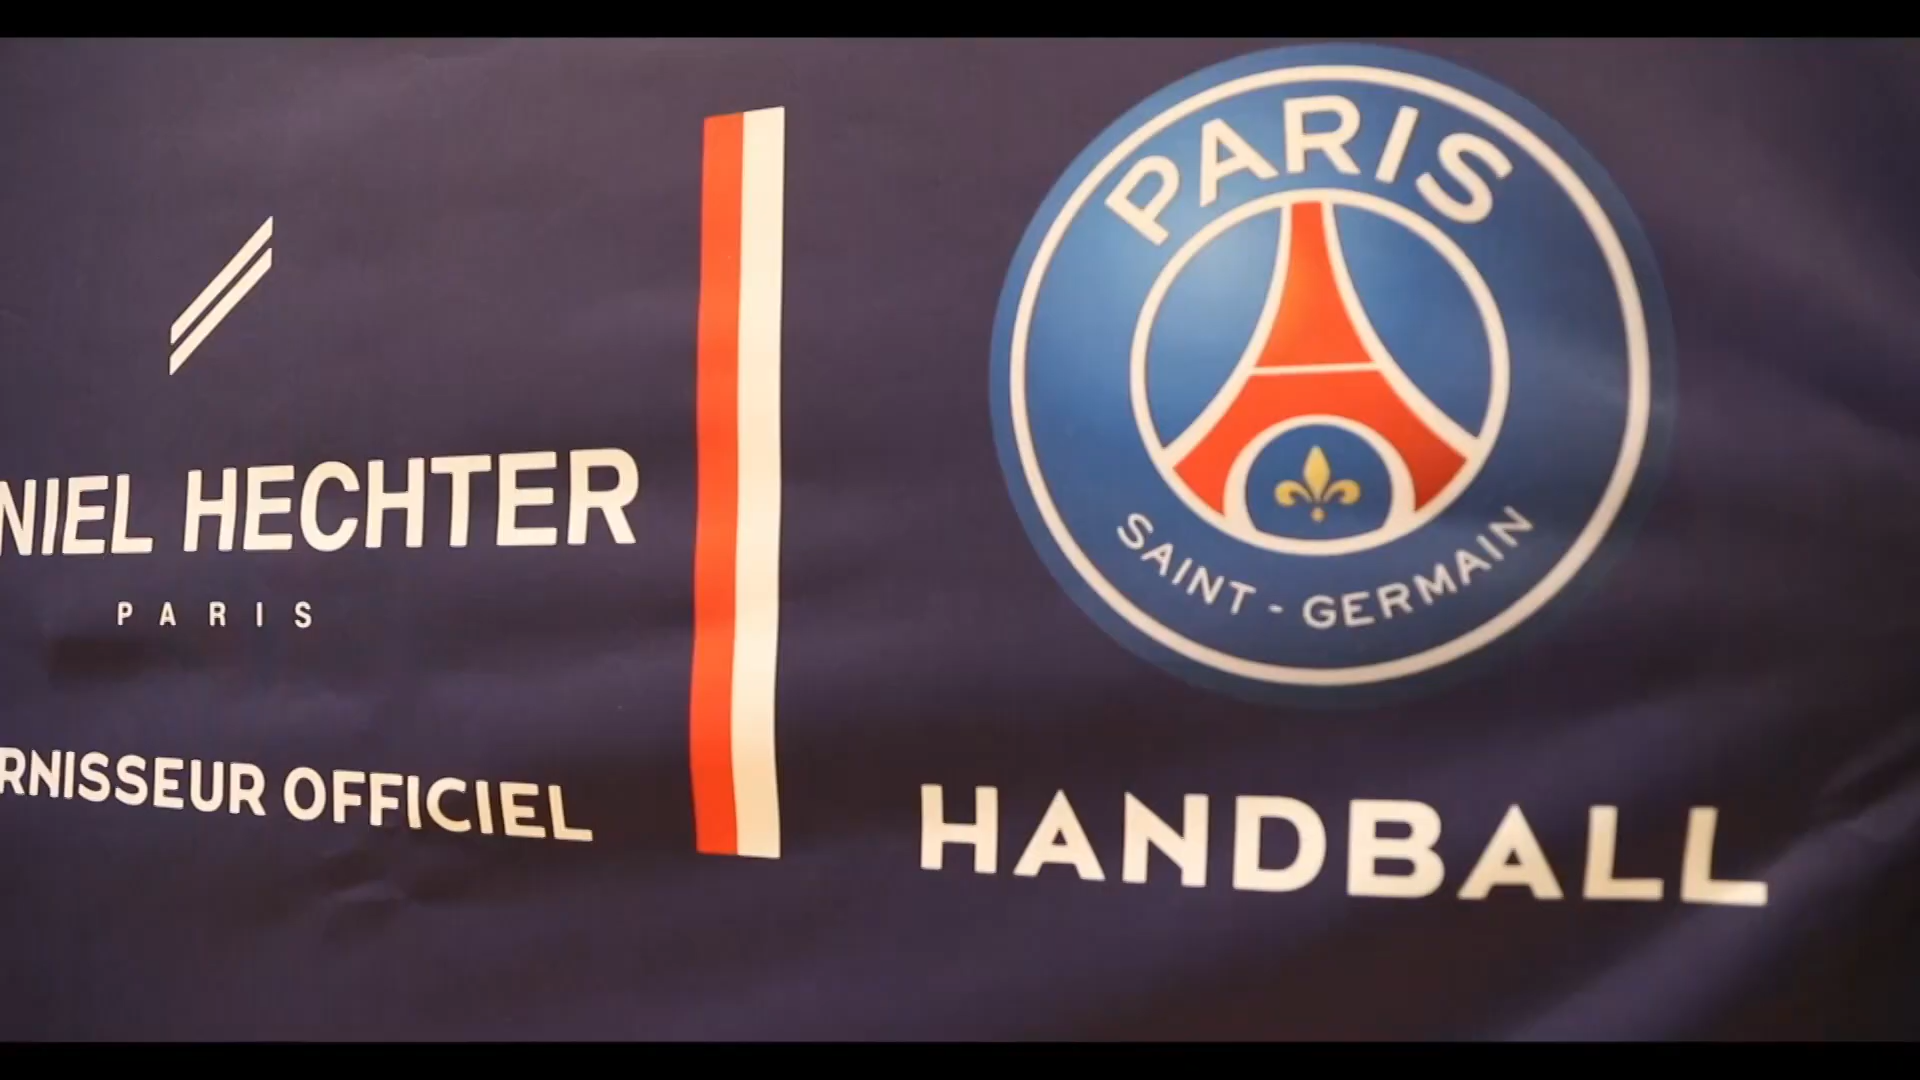 NIEL HECHTER
PARIS
RNISSEUR OFFICIEL
PARIS
SAINT-GERMAIN
HANDBALL